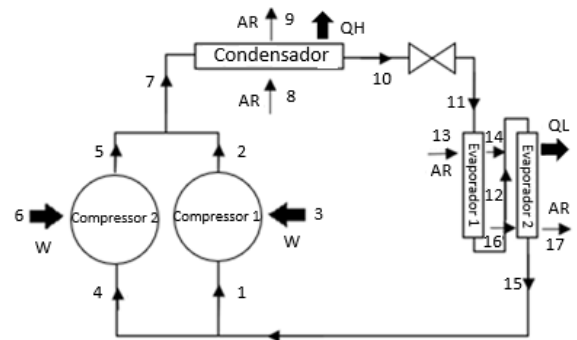 AR 9 QH
Condensador
7 10
AR 8
11
5 2
13 14 QL
AR
Evaporador 1
Evaporador 2
12
AR
16 17
6 Compressor 2 Compressor 1 3
W W
15
4 1